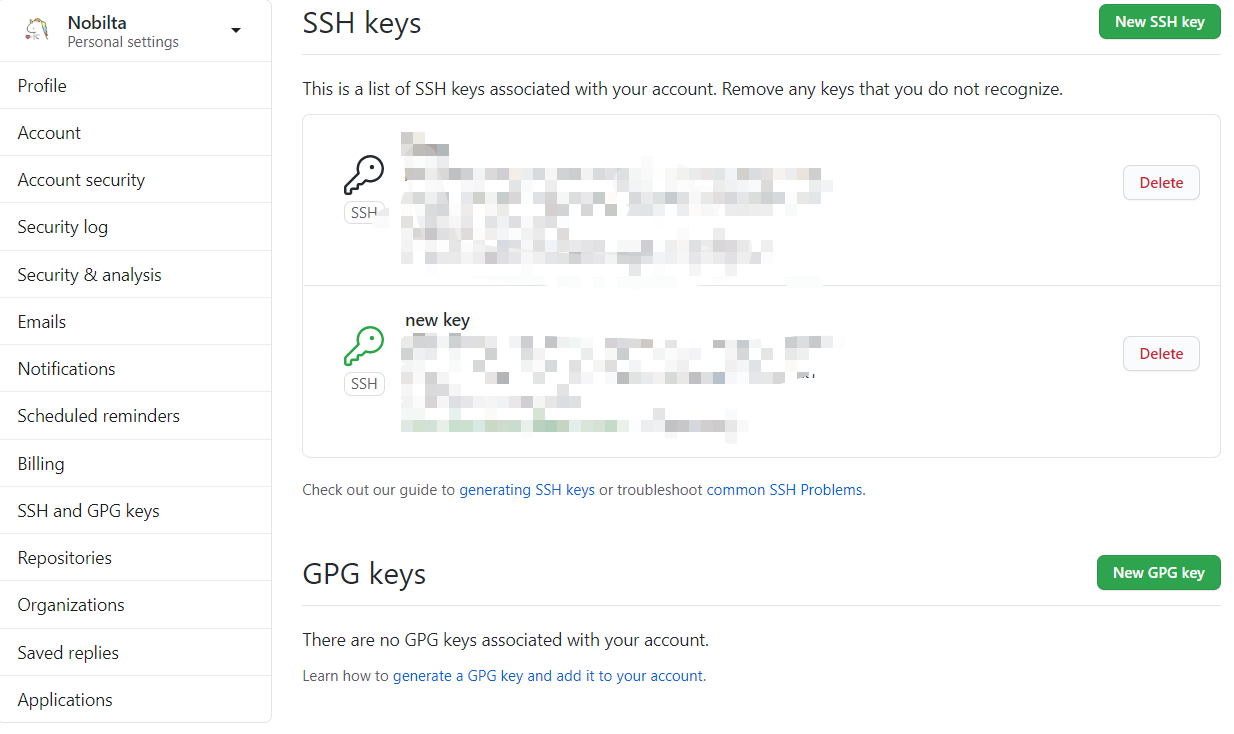 Nobilta
Personal settings
Profile
Account
Account security
Security log
Security & analysis
Emails
Notifications
Scheduled reminders
Billing
SSH and GPG keys
Repositories
Organizations
Saved replies
Applications
SSH keys
New SSH key
This is a list of SSH keys associated with your account. Remove any keys that you do not recognize.
SSH
Delete
new key
SSH
Delete
Check out our guide to generating SSH keys or troubleshoot common SSH Problems.
GPG keys
New GPG key
There are no GPG keys associated with your account.
Learn how to generate a GPG key and add it to your account.